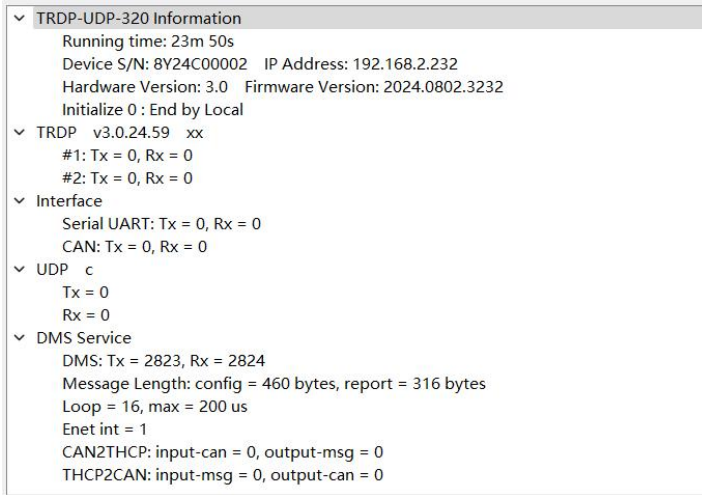 TRDP-UDP-320 Information
Running time: 23m 50s
Device S/N: 8Y24C00002 IP Address: 192.168.2.232
Hardware Version: 3.0 Firmware Version: 2024.0802.3232
Initialize 0 : End by Local
TRDP v3.0.24.59 xx
#1: Tx = 0, Rx = 0
#2: Tx = 0, Rx = 0
Interface
Serial UART: Tx = 0, Rx = 0
CAN: Tx = 0, Rx = 0
UDP c
Tx = 0
Rx = 0
DMS Service
DMS: Tx = 2823, Rx = 2824
Message Length: config = 460 bytes, report = 316 bytes
Loop = 16, max = 200 us
Enet int = 1
CAN2THCP: input-can = 0, output-msg = 0
THCP2CAN: input-msg = 0, output-can = 0